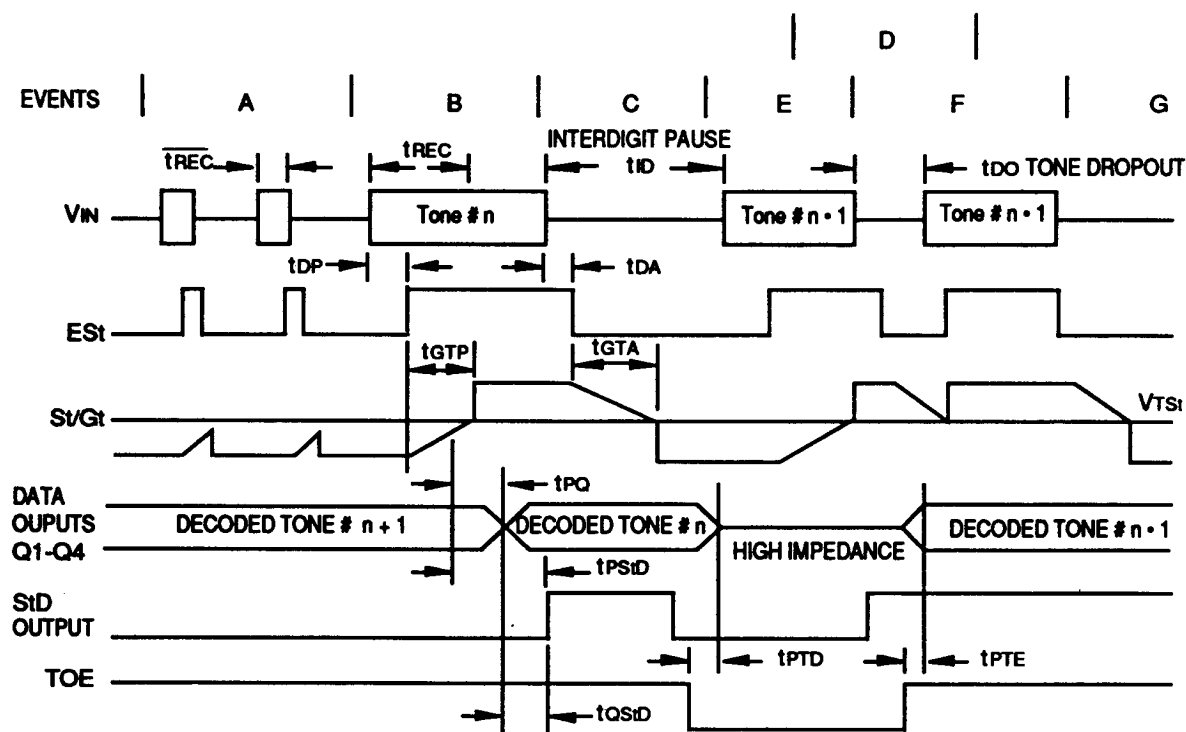 D
EVENTS A B C E F G
INTERDIGIT PAUSE
tREC tREC tID tDO TONE DROPOUT
VIN Tone # n Tone # n • 1 Tone # n • 1
tDP tDA
ESt
tGTP tGTA
St/Gt VTSt
tPQ
DATA
OUPUTS DECODED TONE # n + 1 DECODED TONE # n DECODED TONE # n • 1
Q1-Q4 HIGH IMPEDANCE
tPStD
StD
OUTPUT
tPTD tPTE
TOE
tQStD